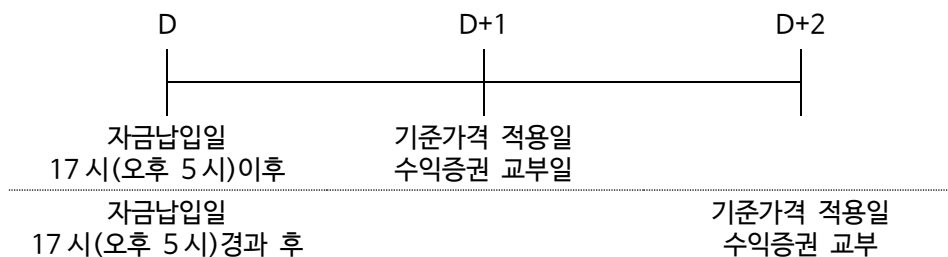 D D+1 D+2
자금납입일 기준가격 적용일
17 시(오후 5 시)이후 수익증권 교부일
자금납입일 기준가격 적용일
17 시(오후 5 시)경과 후 수익증권 교부